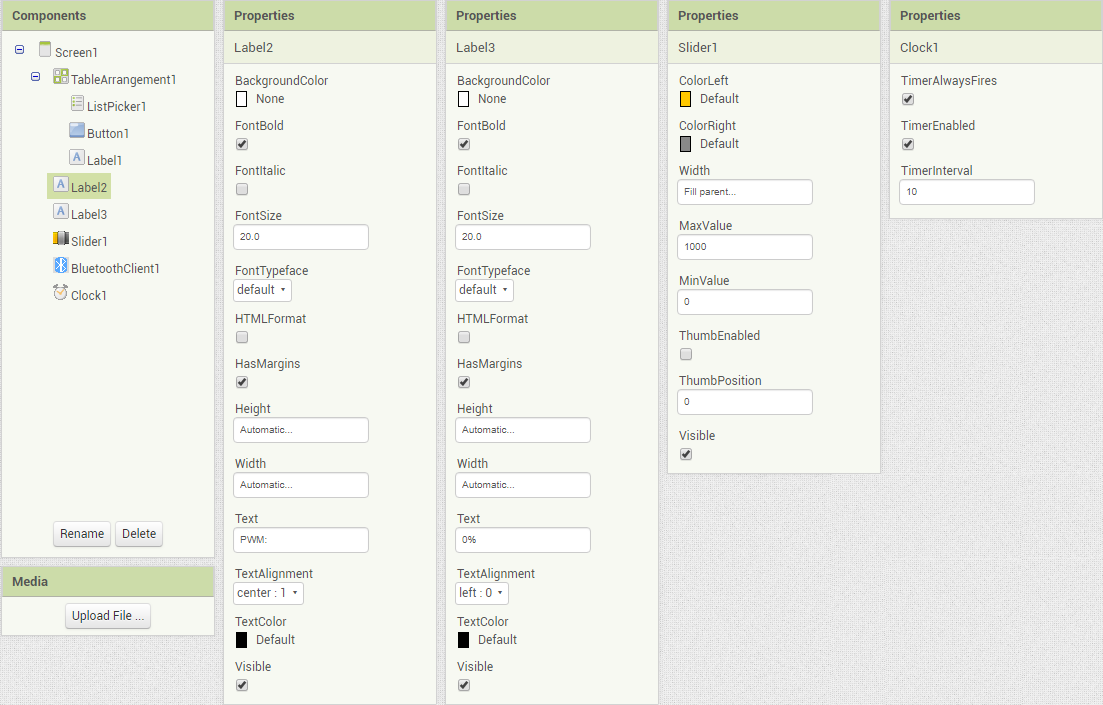 Components
Screen1
TableArrangement1
ListPicker1
Button1
A Label1
A Label2
A Label3
Slider1
BluetoothClient1
Clock1
Rename Delete
Media
Upload File ...
Properties
Label2
BackgroundColor
None
FontBold
FontItalic
FontSize
20.0
FontTypeface
default
HTMLFormat
HasMargins
Height
Automatic...
Width
Automatic...
Text
PWM:
TextAlignment
center : 1
TextColor
Default
Visible
Properties
Label3
BackgroundColor
None
FontBold
FontItalic
FontSize
20.0
FontTypeface
default
HTMLFormat
HasMargins
Height
Automatic...
Width
Automatic...
Text
0%
TextAlignment
left : 0
TextColor
Default
Visible
Properties
Slider1
ColorLeft
Default
ColorRight
Default
Width
Fill parent...
MaxValue
1000
MinValue
0
ThumbEnabled
ThumbPosition
0
Visible
Properties
Clock1
TimerAlwaysFires
TimerEnabled
TimerInterval
10